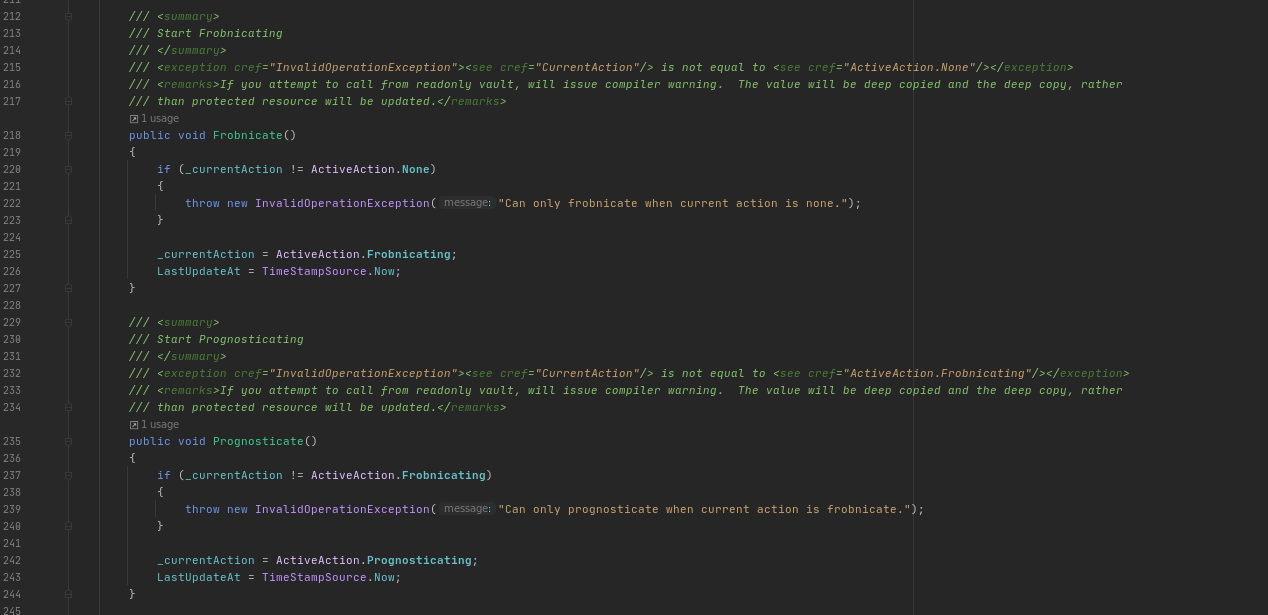 211
212 /// <summary>
213 /// Start Frobnicating
214 /// </summary>
215 /// <exception cref="InvalidOperationException"><see cref="CurrentAction"/> is not equal to <see cref="ActiveAction.None"/></exception>
216 /// <remarks>If you attempt to call from readonly vault, will issue compiler warning.  The value will be deep copied and the deep copy, rather
217 /// than protected resource will be updated.</remarks>
1 usage
218 public void Frobnicate()
219 {
220 if (_currentAction != ActiveAction.None)
221 {
222 throw new InvalidOperationException( message: "Can only frobnicate when current action is none.");
223 }
224
225 _currentAction = ActiveAction.Frobnicating;
226 LastUpdateAt = TimeStampSource.Now;
227 }
228
229 /// <summary>
230 /// Start Prognosticating
231 /// </summary>
232 /// <exception cref="InvalidOperationException"><see cref="CurrentAction"/> is not equal to <see cref="ActiveAction.Frobnicating"/></exception>
233 /// <remarks>If you attempt to call from readonly vault, will issue compiler warning.  The value will be deep copied and the deep copy, rather
234 /// than protected resource will be updated.</remarks>
1 usage
235 public void Prognosticate()
236 {
237 if (_currentAction != ActiveAction.Frobnicating)
238 {
239 throw new InvalidOperationException( message: "Can only prognosticate when current action is frobnicate.");
240 }
241
242 _currentAction = ActiveAction.Prognosticating;
243 LastUpdateAt = TimeStampSource.Now;
244 }
245